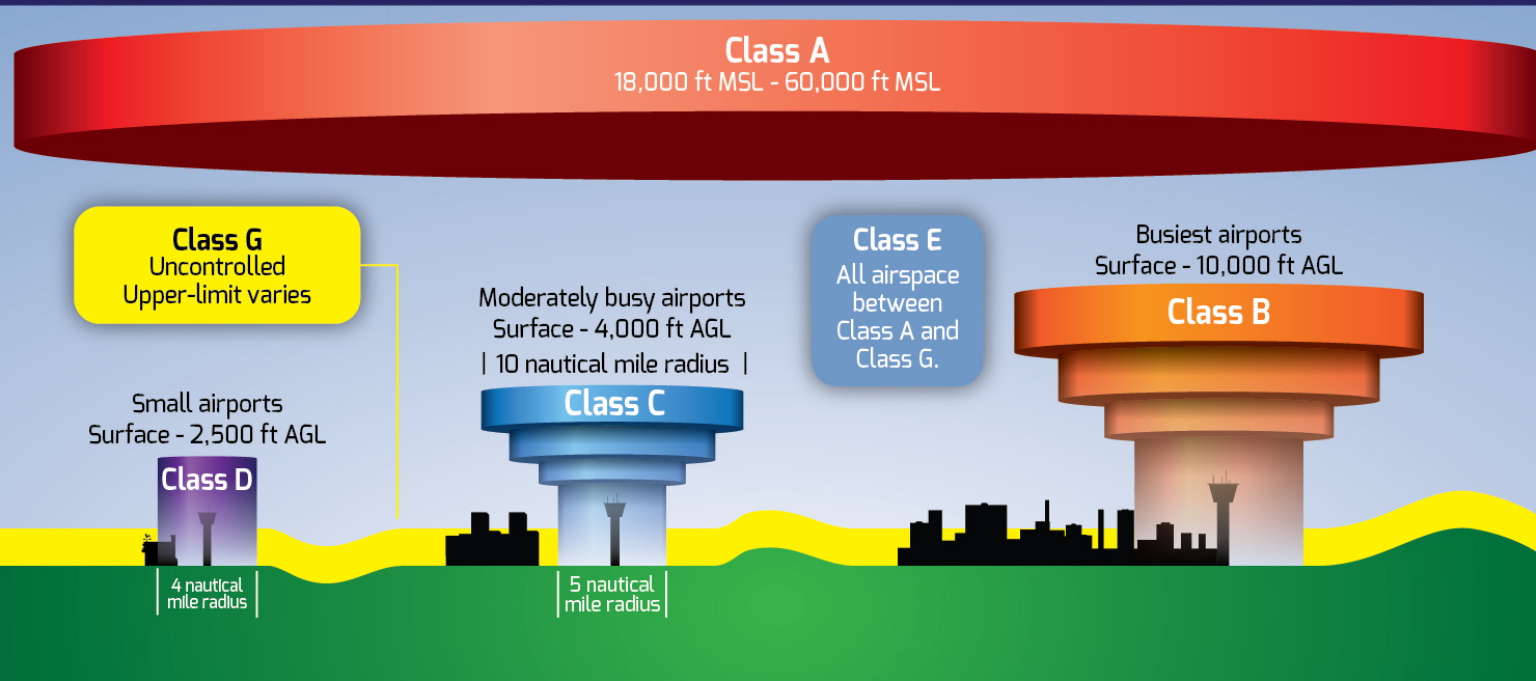 Class A
18,000 ft MSL - 60,000 ft MSL
Class G
Uncontrolled
Upper-limit varies
Class E
All airspace
between
Class A and
Class G.
Busiest airports
Surface - 10,000 ft AGL
Class B
Moderately busy airports
Surface - 4,000 ft AGL
| 10 nautical mile radius |
Class C
Small airports
Surface - 2,500 ft AGL
Class D
4 nautical
mile radius
5 nautical
mile radius